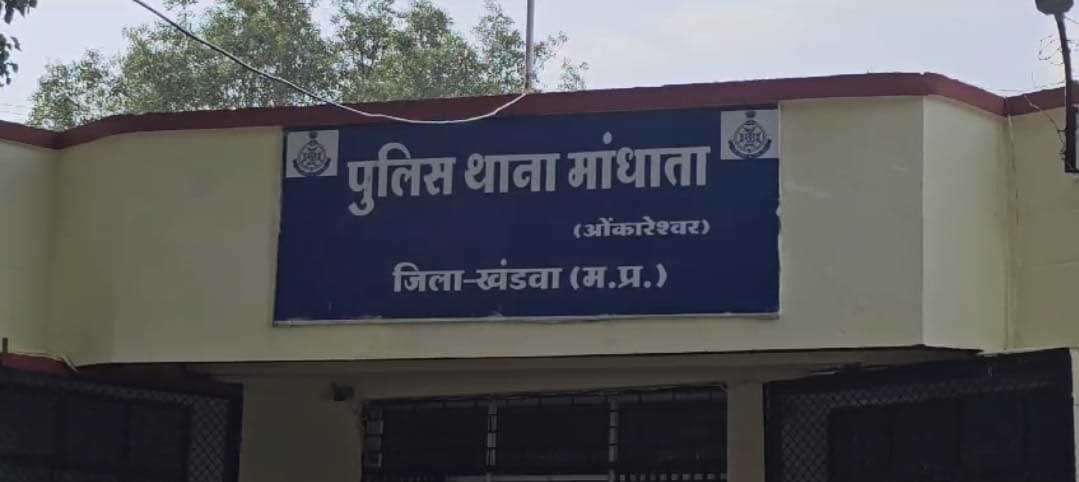 पुलिस थाना मांधाता
(ओंकारेश्वर)
जिला-खंडवा (म.प्र.)